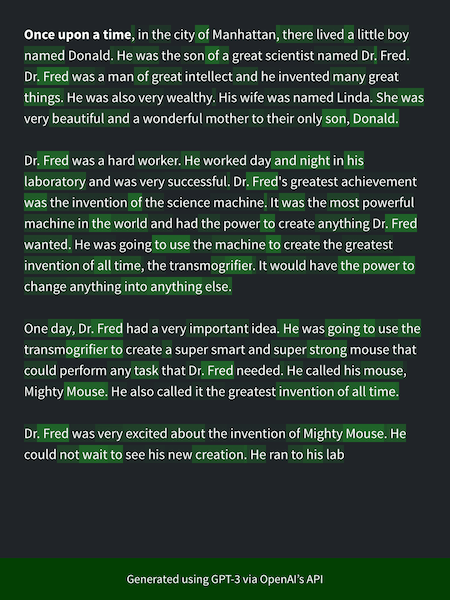 Once upon a time, in the city of Manhattan, there lived a little boy
named Donald. He was the son of a great scientist named Dr. Fred.
Dr. Fred was a man of great intellect and he invented many great
things. He was also very wealthy. His wife was named Linda. She was
very beautiful and a wonderful mother to their only son, Donald.
Dr. Fred was a hard worker. He worked day and night in his
laboratory and was very successful. Dr. Fred's greatest achievement
was the invention of the science machine. It was the most powerful
machine in the world and had the power to create anything Dr. Fred
wanted. He was going to use the machine to create the greatest
invention of all time, the transmogrifier. It would have the power to
change anything into anything else.
One day, Dr. Fred had a very important idea. He was going to use the
transmogrifier to create a super smart and super strong mouse that
could perform any task that Dr. Fred needed. He called his mouse,
Mighty Mouse. He also called it the greatest invention of all time.
Dr. Fred was very excited about the invention of Mighty Mouse. He
could not wait to see his new creation. He ran to his lab
Generated using GPT-3 via OpenAI's API